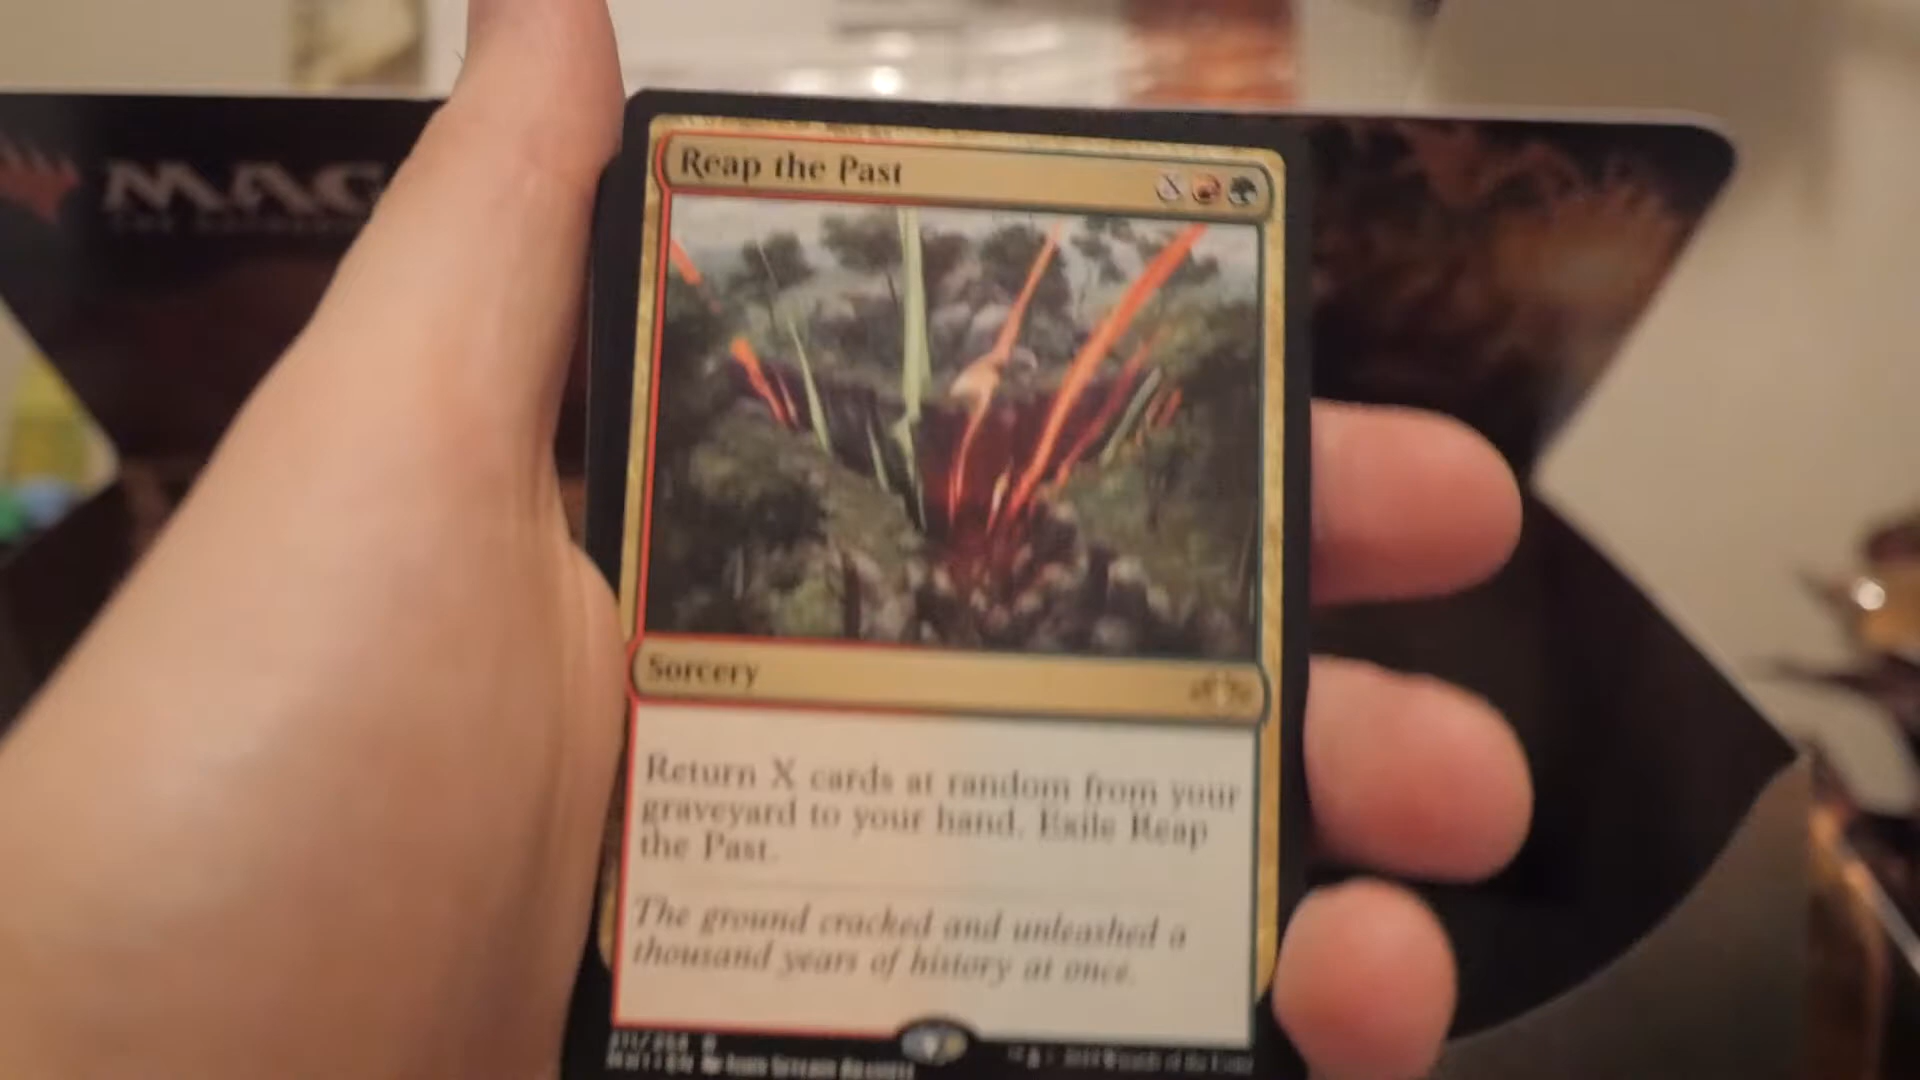 MAG
Reap the Past
X
Sorcery
Return X cards at random from your
graveyard to your hand. Exile Reap
the Past.
The ground cracked and unleashed a
thousand years of history at once.